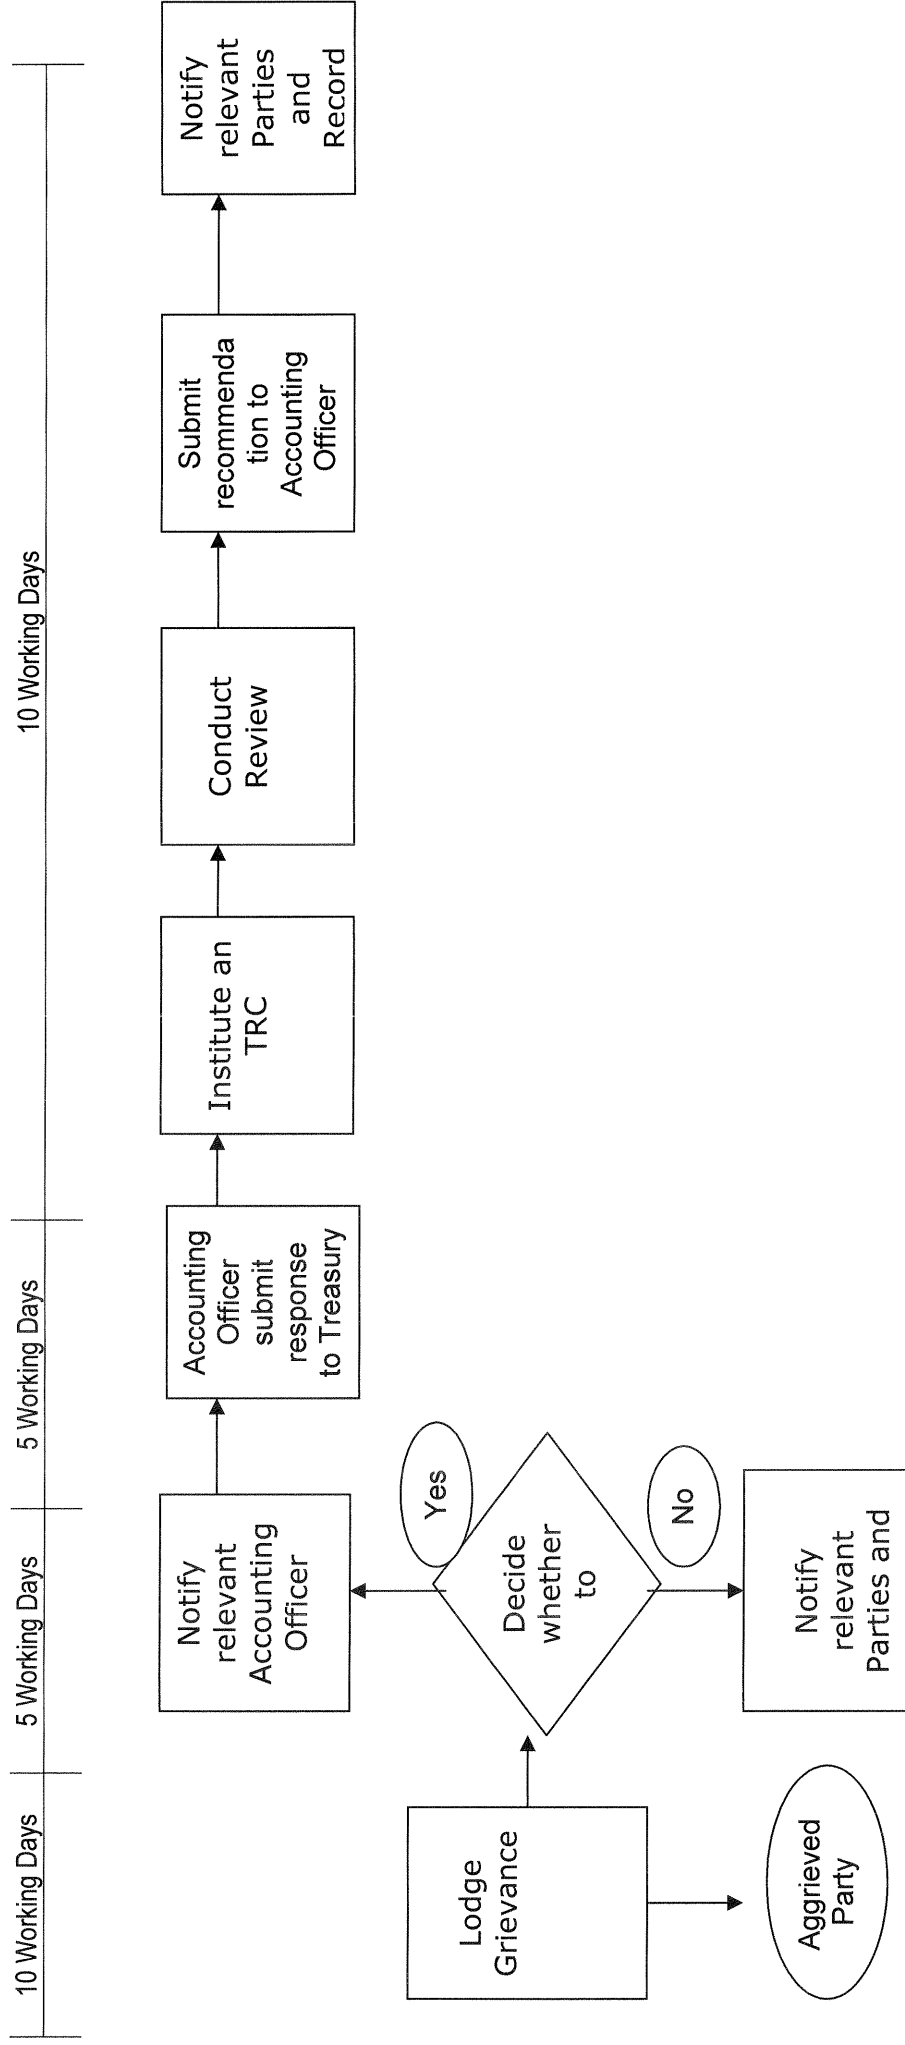 10 Working Days
5 Working Days
5 Working Days
10 Working Days
Notify
relevant
Accounting
Officer
Accounting
Officer
submit
response
to Treasury
Institute an
TRC
Conduct
Review
Submit
recommenda
tion to
Accounting
Officer
Notify
relevant
Parties
and
Record
Yes
Lodge
Grievance
Decide
whether
to
No
Aggrieved
Party
Notify
relevant
Parties and